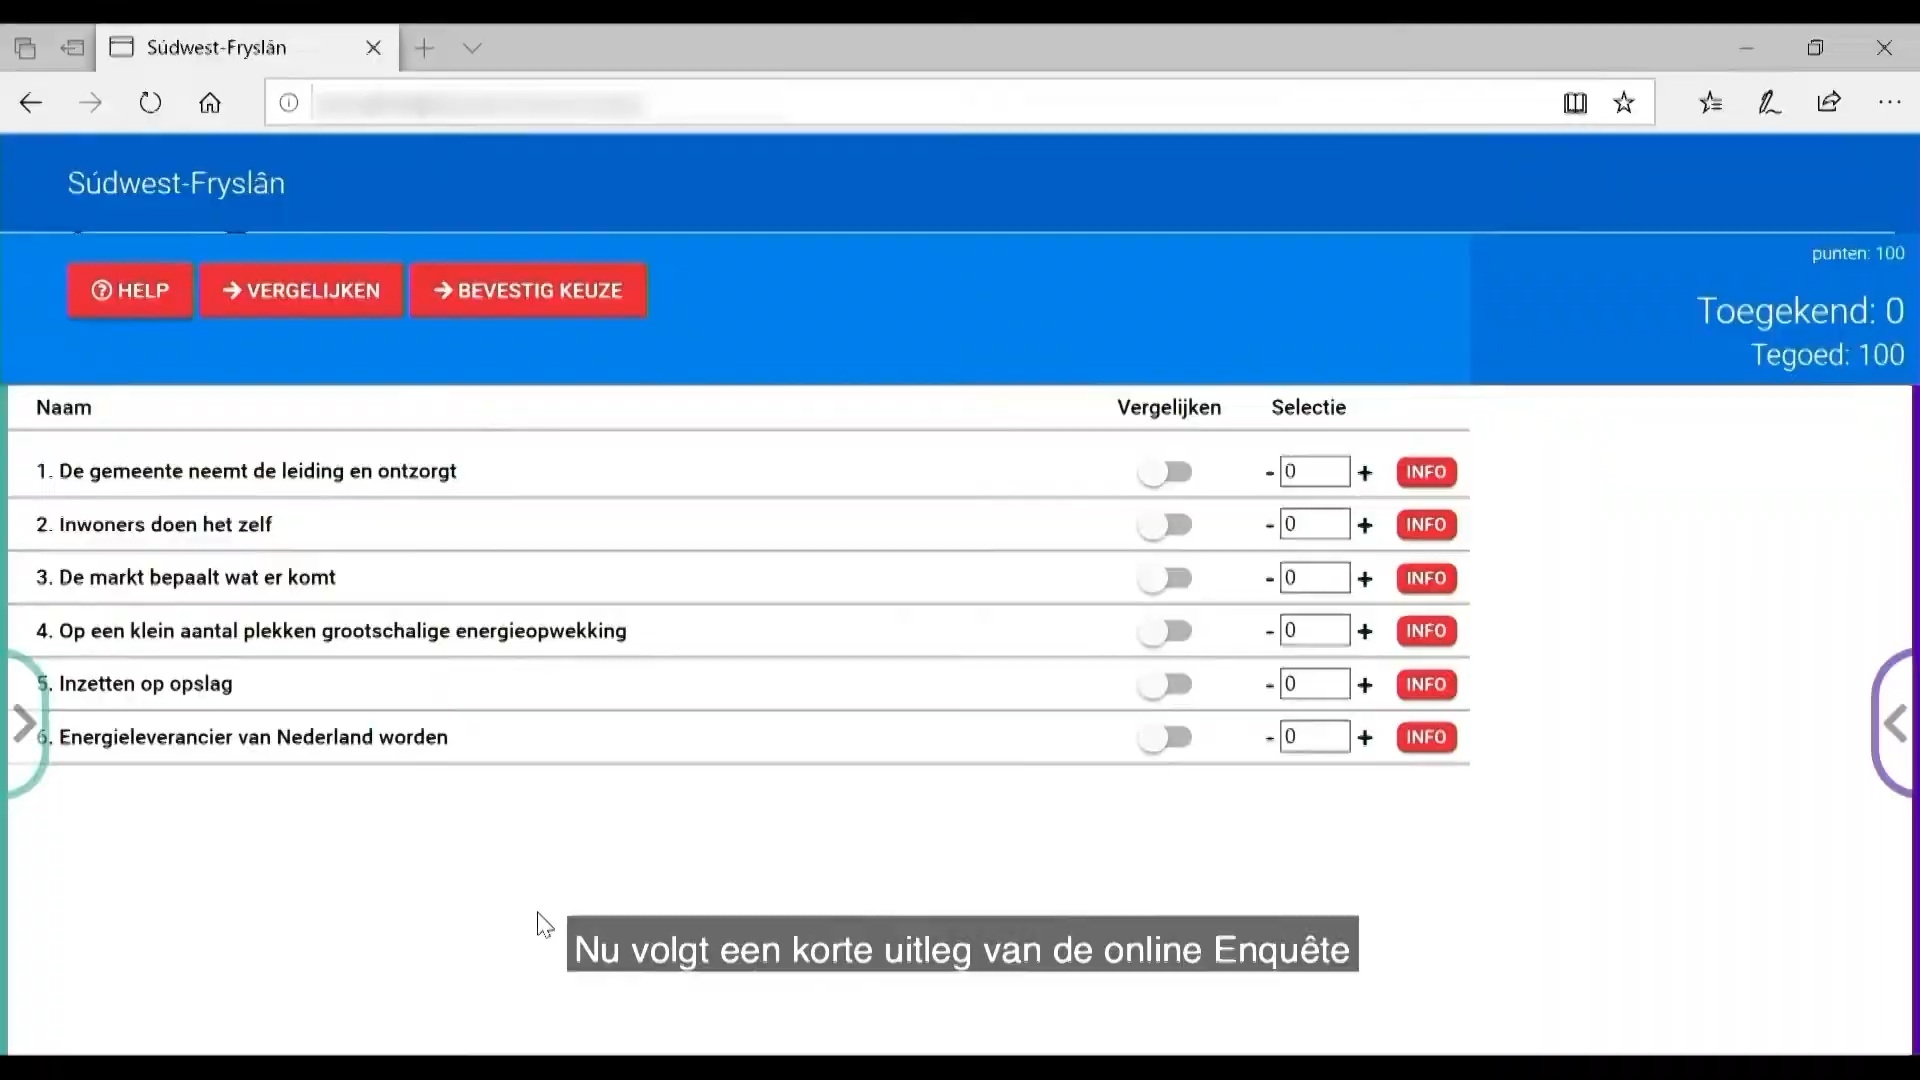 Súdwest-Fryslân
Súdwest-Fryslân
HELP
VERGELIJKEN
BEVESTIG KEUZE
punten: 100
Toegekend: 0
Tegoed: 100
Naam Vergelijken Selectie
1. De gemeente neemt de leiding en ontzorgt - 0 + INFO
2. Inwoners doen het zelf - 0 + INFO
3. De markt bepaalt wat er komt - 0 + INFO
4. Op een klein aantal plekken grootschalige energieopwekking - 0 + INFO
5. Inzetten op opslag - 0 + INFO
6. Energieleverancier van Nederland worden - 0 + INFO
Nu volgt een korte uitleg van de online Enquête